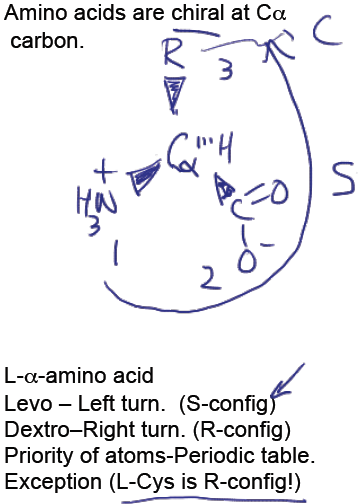 Amino acids are chiral at Cα
carbon.
R 3 C
Cα '''H
+
H3N C=O S
1 2 O-
L-α-amino acid
Levo – Left turn. (S-config)
Dextro–Right turn. (R-config)
Priority of atoms-Periodic table.
Exception (L-Cys is R-config!)